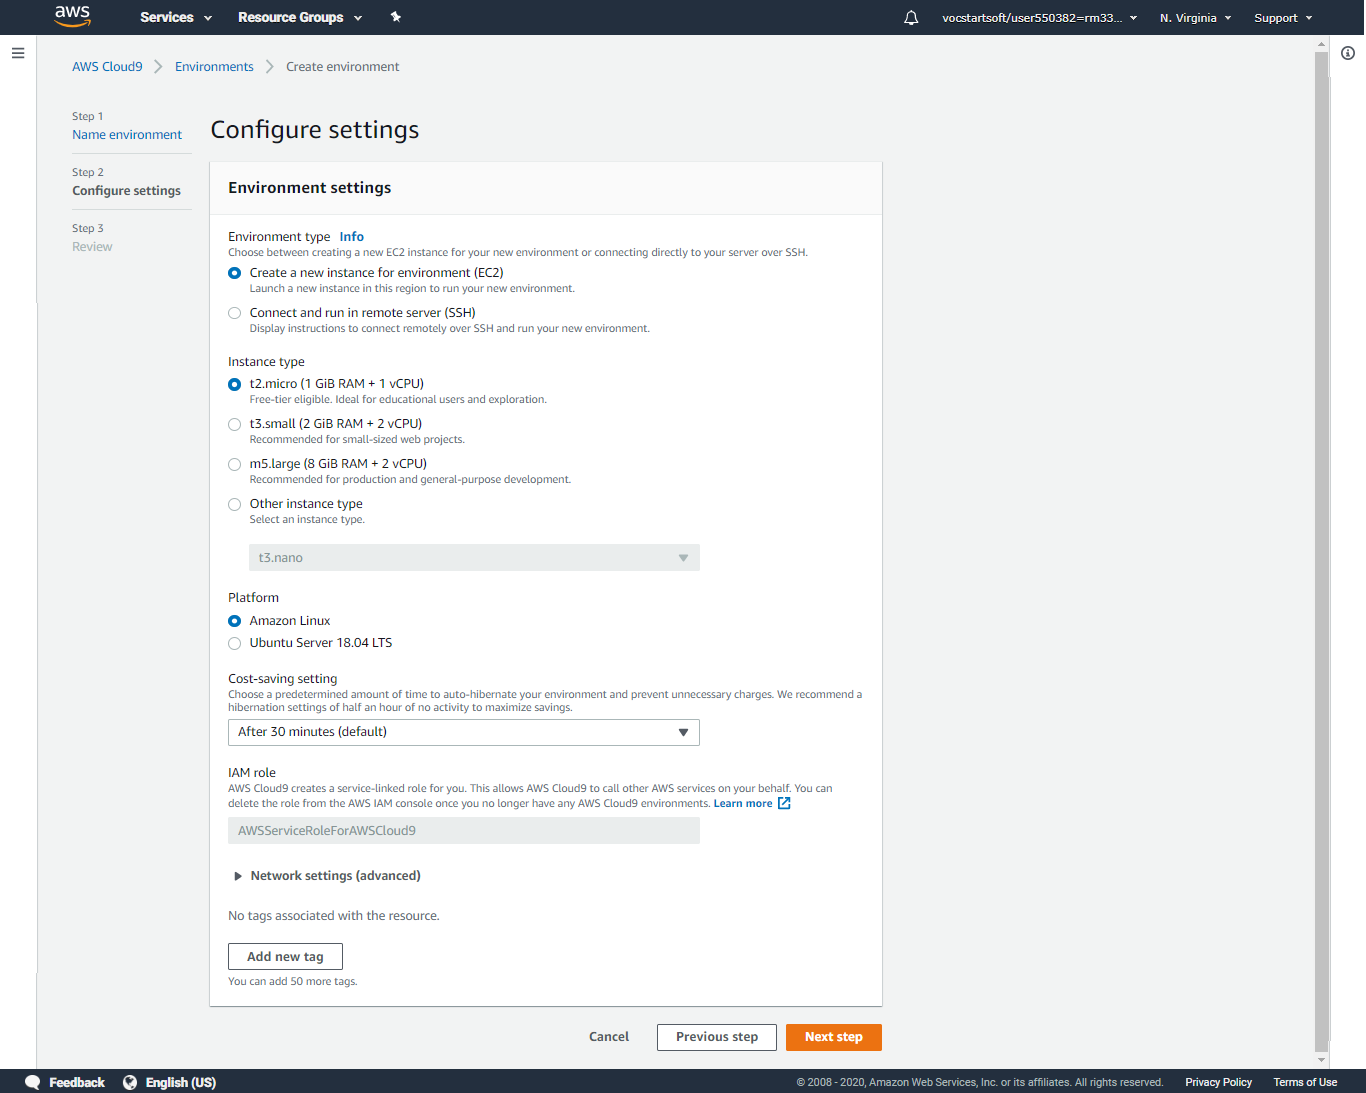 aws
Services
Resource Groups
vocstartsoft/user550382=rm33...
N. Virginia
Support
AWS Cloud9
Environments
Create environment
Step 1
Name environment
Step 2
Configure settings
Step 3
Review
Configure settings
Environment settings
Environment type Info
Choose between creating a new EC2 instance for your new environment or connecting directly to your server over SSH.
Create a new instance for environment (EC2)
Launch a new instance in this region to run your new environment.
Connect and run in remote server (SSH)
Display instructions to connect remotely over SSH and run your new environment.
Instance type
t2.micro (1 GiB RAM + 1 vCPU)
Free-tier eligible. Ideal for educational users and exploration.
t3.small (2 GiB RAM + 2 vCPU)
Recommended for small-sized web projects.
m5.large (8 GiB RAM + 2 vCPU)
Recommended for production and general-purpose development.
Other instance type
Select an instance type.
t3.nano
Platform
Amazon Linux
Ubuntu Server 18.04 LTS
Cost-saving setting
Choose a predetermined amount of time to auto-hibernate your environment and prevent unnecessary charges. We recommend a
hibernation settings of half an hour of no activity to maximize savings.
After 30 minutes (default)
IAM role
AWS Cloud9 creates a service-linked role for you. This allows AWS Cloud9 to call other AWS services on your behalf. You can
delete the role from the AWS IAM console once you no longer have any AWS Cloud9 environments. Learn more
AWSServiceRoleForAWSCloud9
Network settings (advanced)
No tags associated with the resource.
Add new tag
You can add 50 more tags.
Cancel
Previous step
Next step
Feedback
English (US)
© 2008 - 2020, Amazon Web Services, Inc. or its affiliates. All rights reserved.
Privacy Policy
Terms of Use